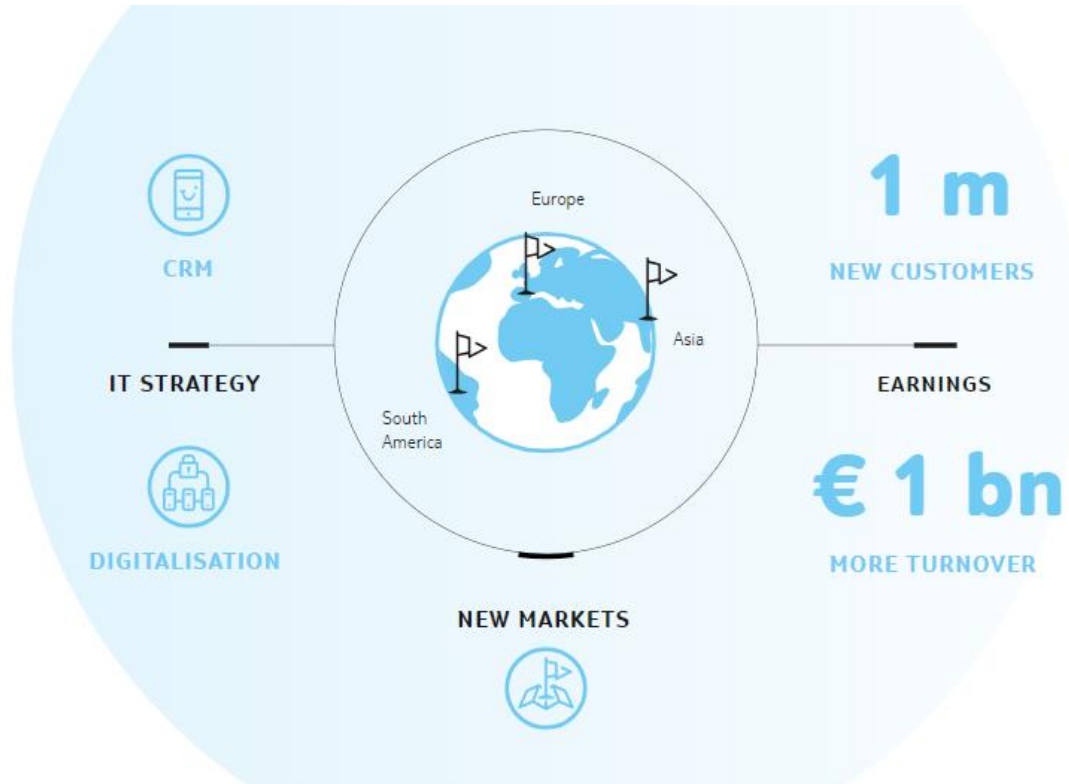 CRM
IT STRATEGY
DIGITALISATION
Europe
Asia
South
America
NEW MARKETS
1 m
NEW CUSTOMERS
EARNINGS
€ 1 bn
MORE TURNOVER